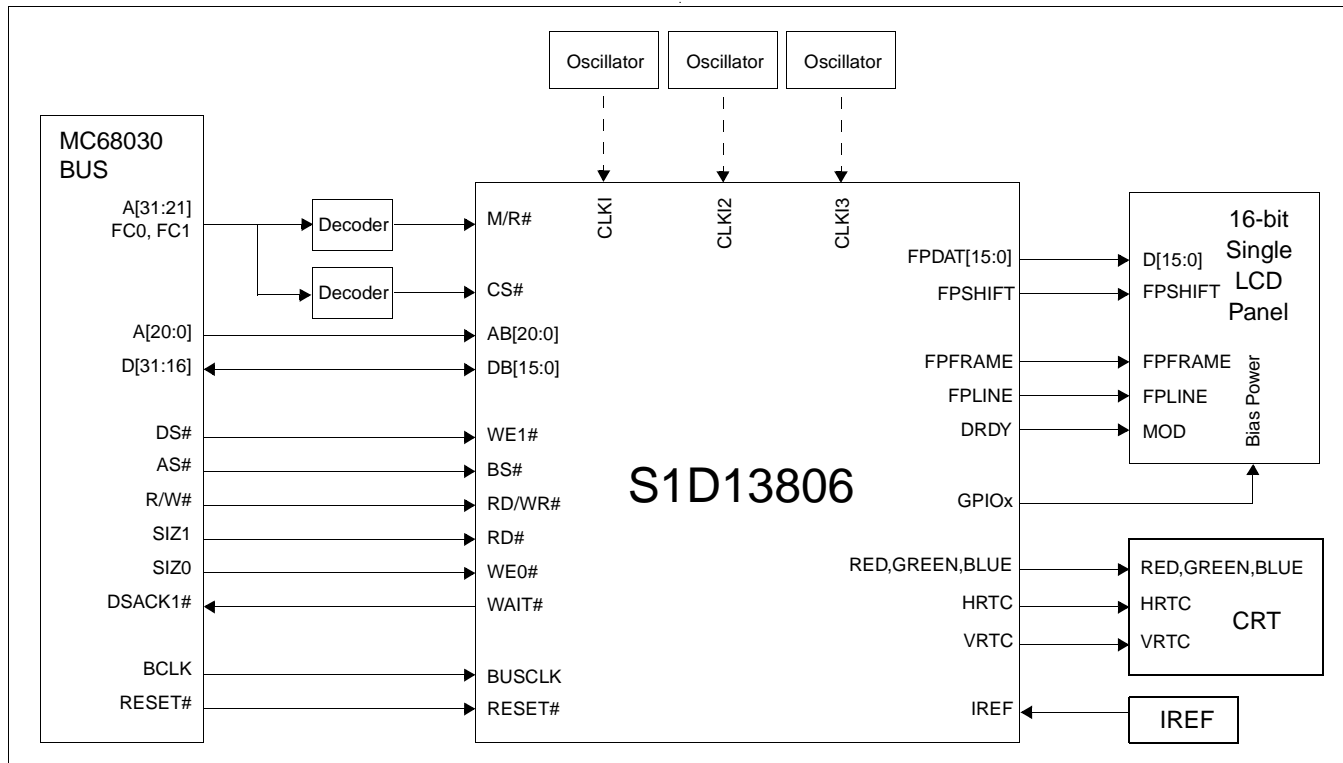 Oscillator
Oscillator
Oscillator
MC68030
BUS
A[31:21]
FC0, FC1
A[20:0]
D[31:16]
DS#
AS#
R/W#
SIZ1
SIZ0
DSACK1#
BCLK
RESET#
Decoder
Decoder
M/R#
CS#
AB[20:0]
DB[15:0]
WE1#
BS#
RD/WR#
RD#
WE0#
WAIT#
BUSCLK
RESET#
CLKI
CLKI2
CLKI3
S1D13806
FPDAT[15:0]
FPSHIFT
FPFRAME
FPLINE
DRDY
GPIOx
RED,GREEN,BLUE
HRTC
VRTC
IREF
16-bit
Single
LCD
Panel
D[15:0]
FPSHIFT
FPFRAME
FPLINE
MOD
Bias Power
RED,GREEN,BLUE
HRTC
VRTC
CRT
IREF